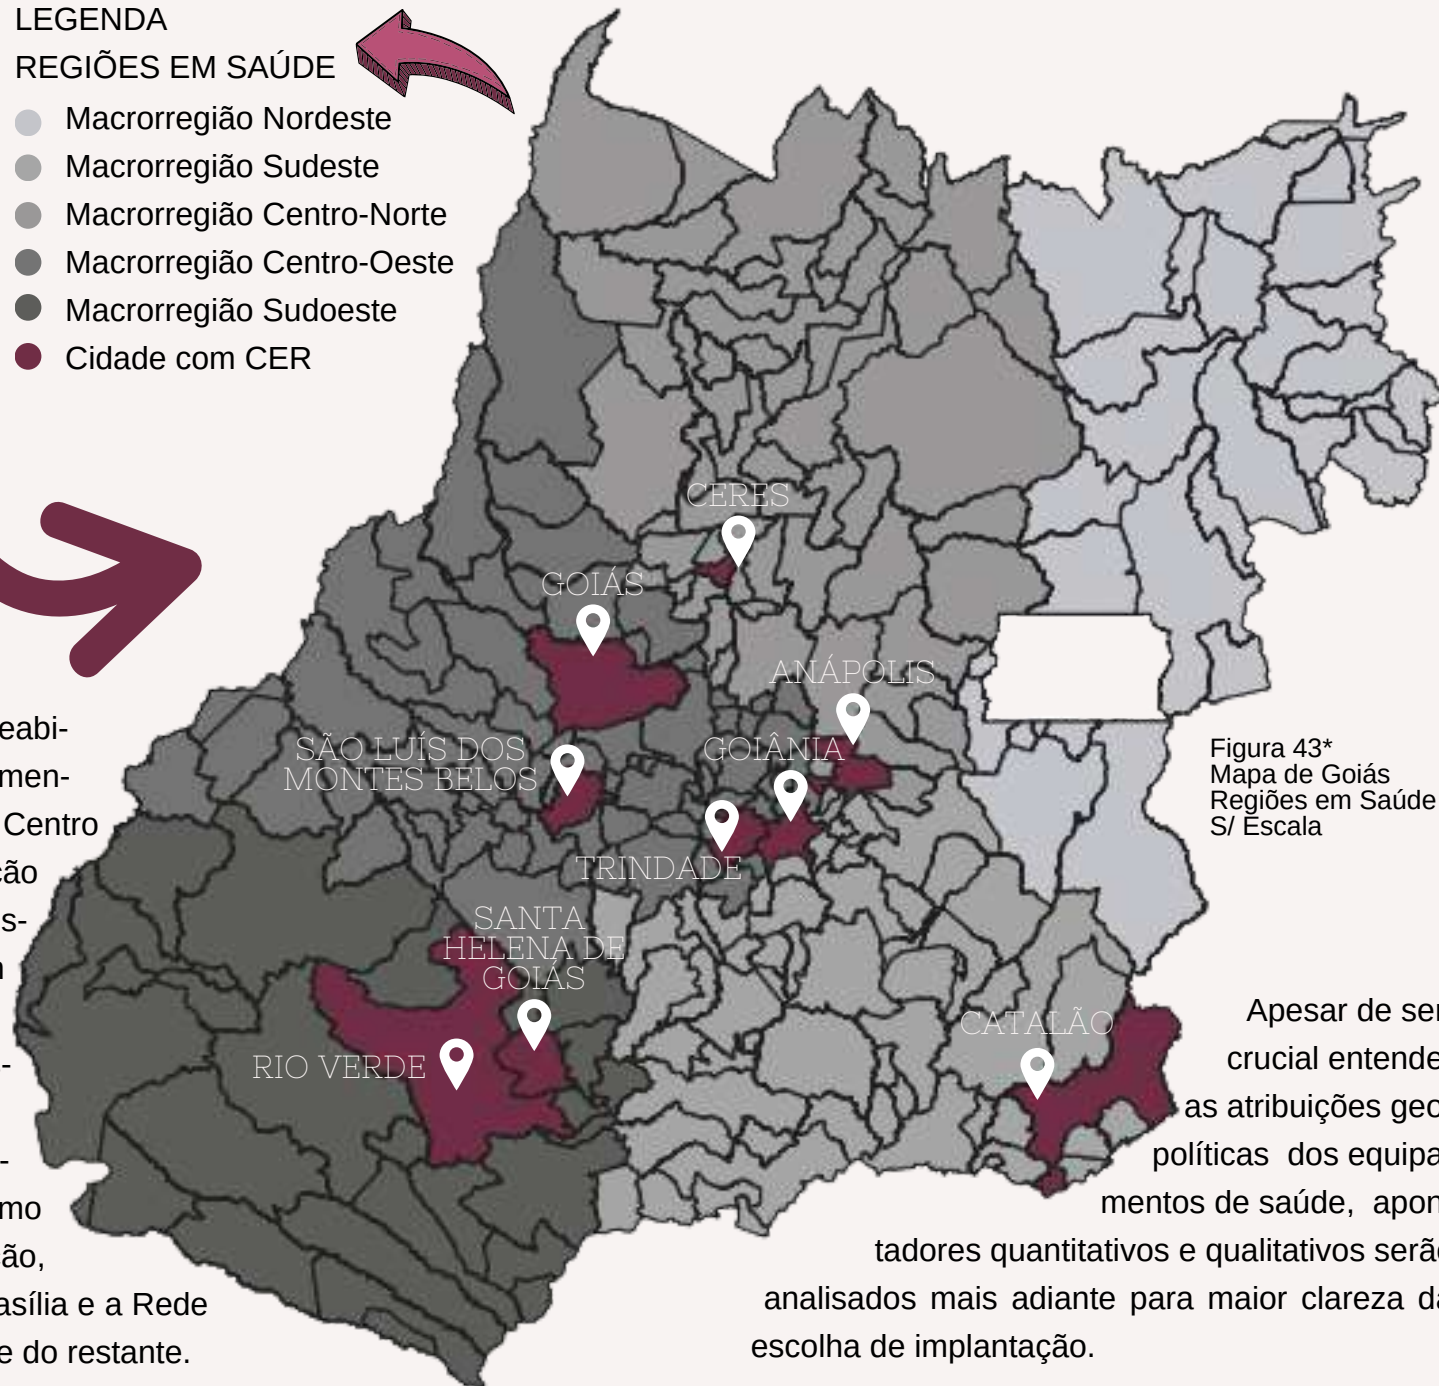 LEGENDA
REGIÕES EM SAÚDE
Macrorregião Nordeste
Macrorregião Sudeste
Macrorregião Centro-Norte
Macrorregião Centro-Oeste
Macrorregião Sudoeste
Cidade com CER
CERES
GOIÁS
ANÁPOLIS
SÃO LUÍS DOS
MONTES BELOS
GOIÂNIA
TRINDADE
SANTA
HELENA DE
GOIÁS
RIO VERDE
CATALÃO
eabi-
men-
Centro
ção
s-
-
-
mo
ão,
asília e a Rede
e do restante.
Figura 43*
Mapa de Goiás
Regiões em Saúde
S/ Escala
Apesar de ser
crucial entende
as atribuições geo
políticas dos equipa
mentos de saúde, apon
tadores quantitativos e qualitativos serão
analisados mais adiante para maior clareza da
escolha de implantação.